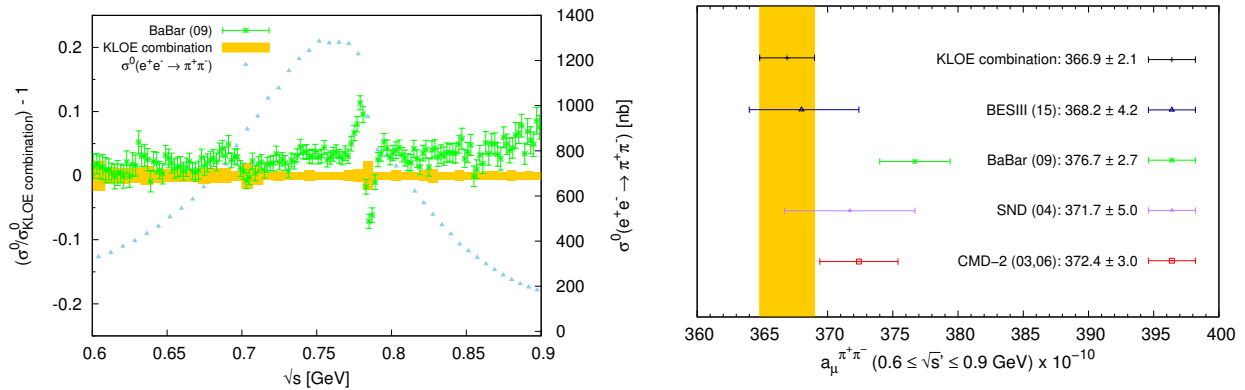 BaBar (09)
KLOE combination
σ⁰(e⁺e⁻ → π⁺π⁻)
0.2
0.1
0
-0.1
-0.2
(σ⁰/σ⁰KLOE combination) - 1
1400
1200
1000
800
600
400
200
0
σ⁰(e⁺e⁻ → π⁺π⁻) [nb]
0.6
0.65
0.7
0.75
0.8
0.85
0.9
√s [GeV]
KLOE combination: 366.9 ± 2.1
BESIII (15): 368.2 ± 4.2
BaBar (09): 376.7 ± 2.7
SND (04): 371.7 ± 5.0
CMD−2 (03,06): 372.4 ± 3.0
360
365
370
375
380
385
390
395
400
aμ^π⁺π⁻ (0.6 ≤ √s' ≤ 0.9 GeV) x 10⁻¹⁰